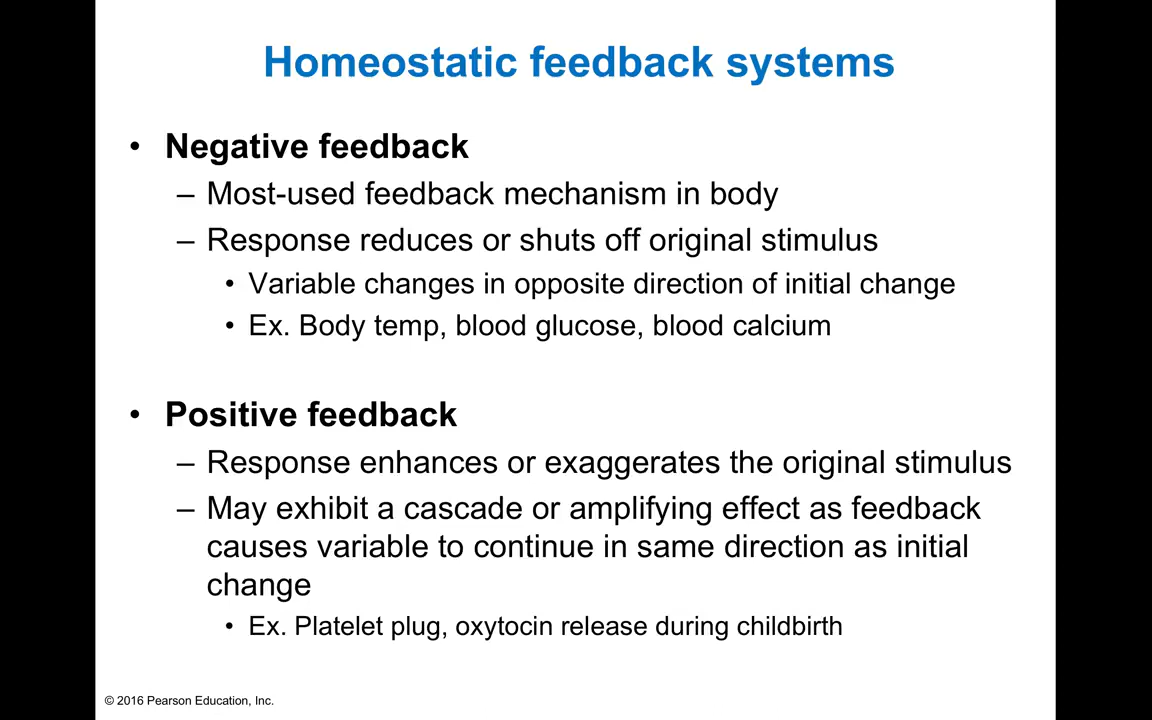 Homeostatic feedback systems
• Negative feedback
– Most-used feedback mechanism in body
– Response reduces or shuts off original stimulus
• Variable changes in opposite direction of initial change
• Ex. Body temp, blood glucose, blood calcium
• Positive feedback
– Response enhances or exaggerates the original stimulus
– May exhibit a cascade or amplifying effect as feedback
causes variable to continue in same direction as initial
change
• Ex. Platelet plug, oxytocin release during childbirth
© 2016 Pearson Education, Inc.